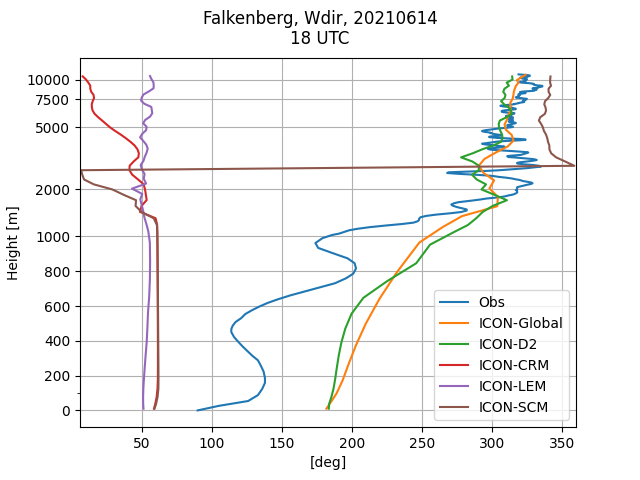 Falkenberg, Wdir, 20210614
18 UTC
Height [m]
10000
7500
5000
2000
1000
800
600
400
200
0
50
100
150
200
250
300
350
[deg]
Obs
ICON-Global
ICON-D2
ICON-CRM
ICON-LEM
ICON-SCM